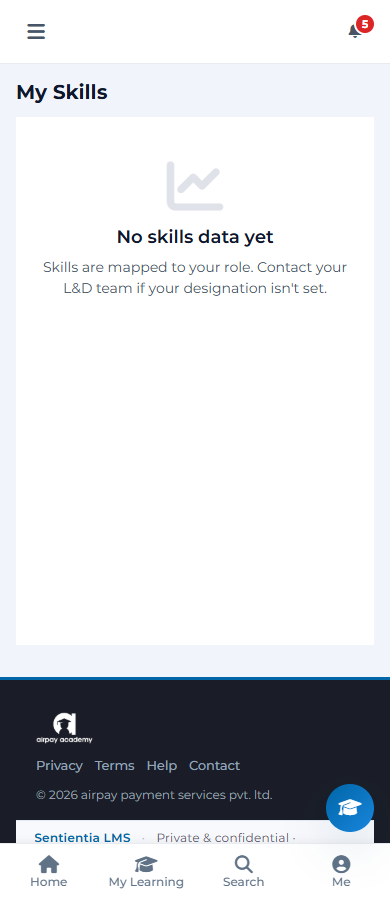 5
My Skills
No skills data yet
Skills are mapped to your role. Contact your
L&D team if your designation isn't set.
airpay academy
Privacy Terms Help Contact
© 2026 airpay payment services pvt. ltd.
Sentientia LMS · Private & confidential ·
Home My Learning Search Me